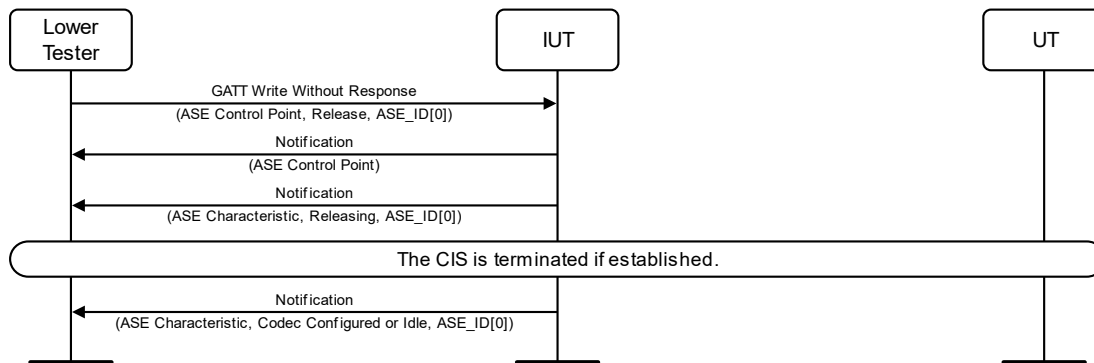 Lower
Tester
IUT
UT
GATT Write Without Response
(ASE Control Point, Release, ASE_ID[0])
Notification
(ASE Control Point)
Notification
(ASE Characteristic, Releasing, ASE_ID[0])
The CIS is terminated if established.
Notification
(ASE Characteristic, Codec Configured or Idle, ASE_ID[0])